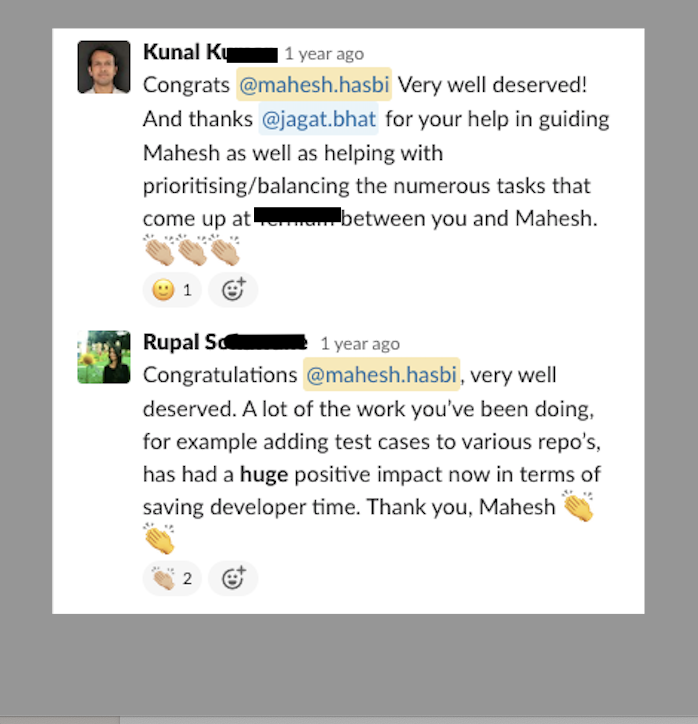 Kunal 1 year ago
Congrats @mahesh.hasbi Very well deserved!
And thanks @jagat.bhat for your help in guiding
Mahesh as well as helping with
prioritising/balancing the numerous tasks that
come up at between you and Mahesh.
👏🏼👏🏼👏🏼
🙂 1
Rupal 1 year ago
Congratulations @mahesh.hasbi, very well
deserved. A lot of the work you’ve been doing,
for example adding test cases to various repo’s,
has had a huge positive impact now in terms of
saving developer time. Thank you, Mahesh 👏
👏
👏🏼 2